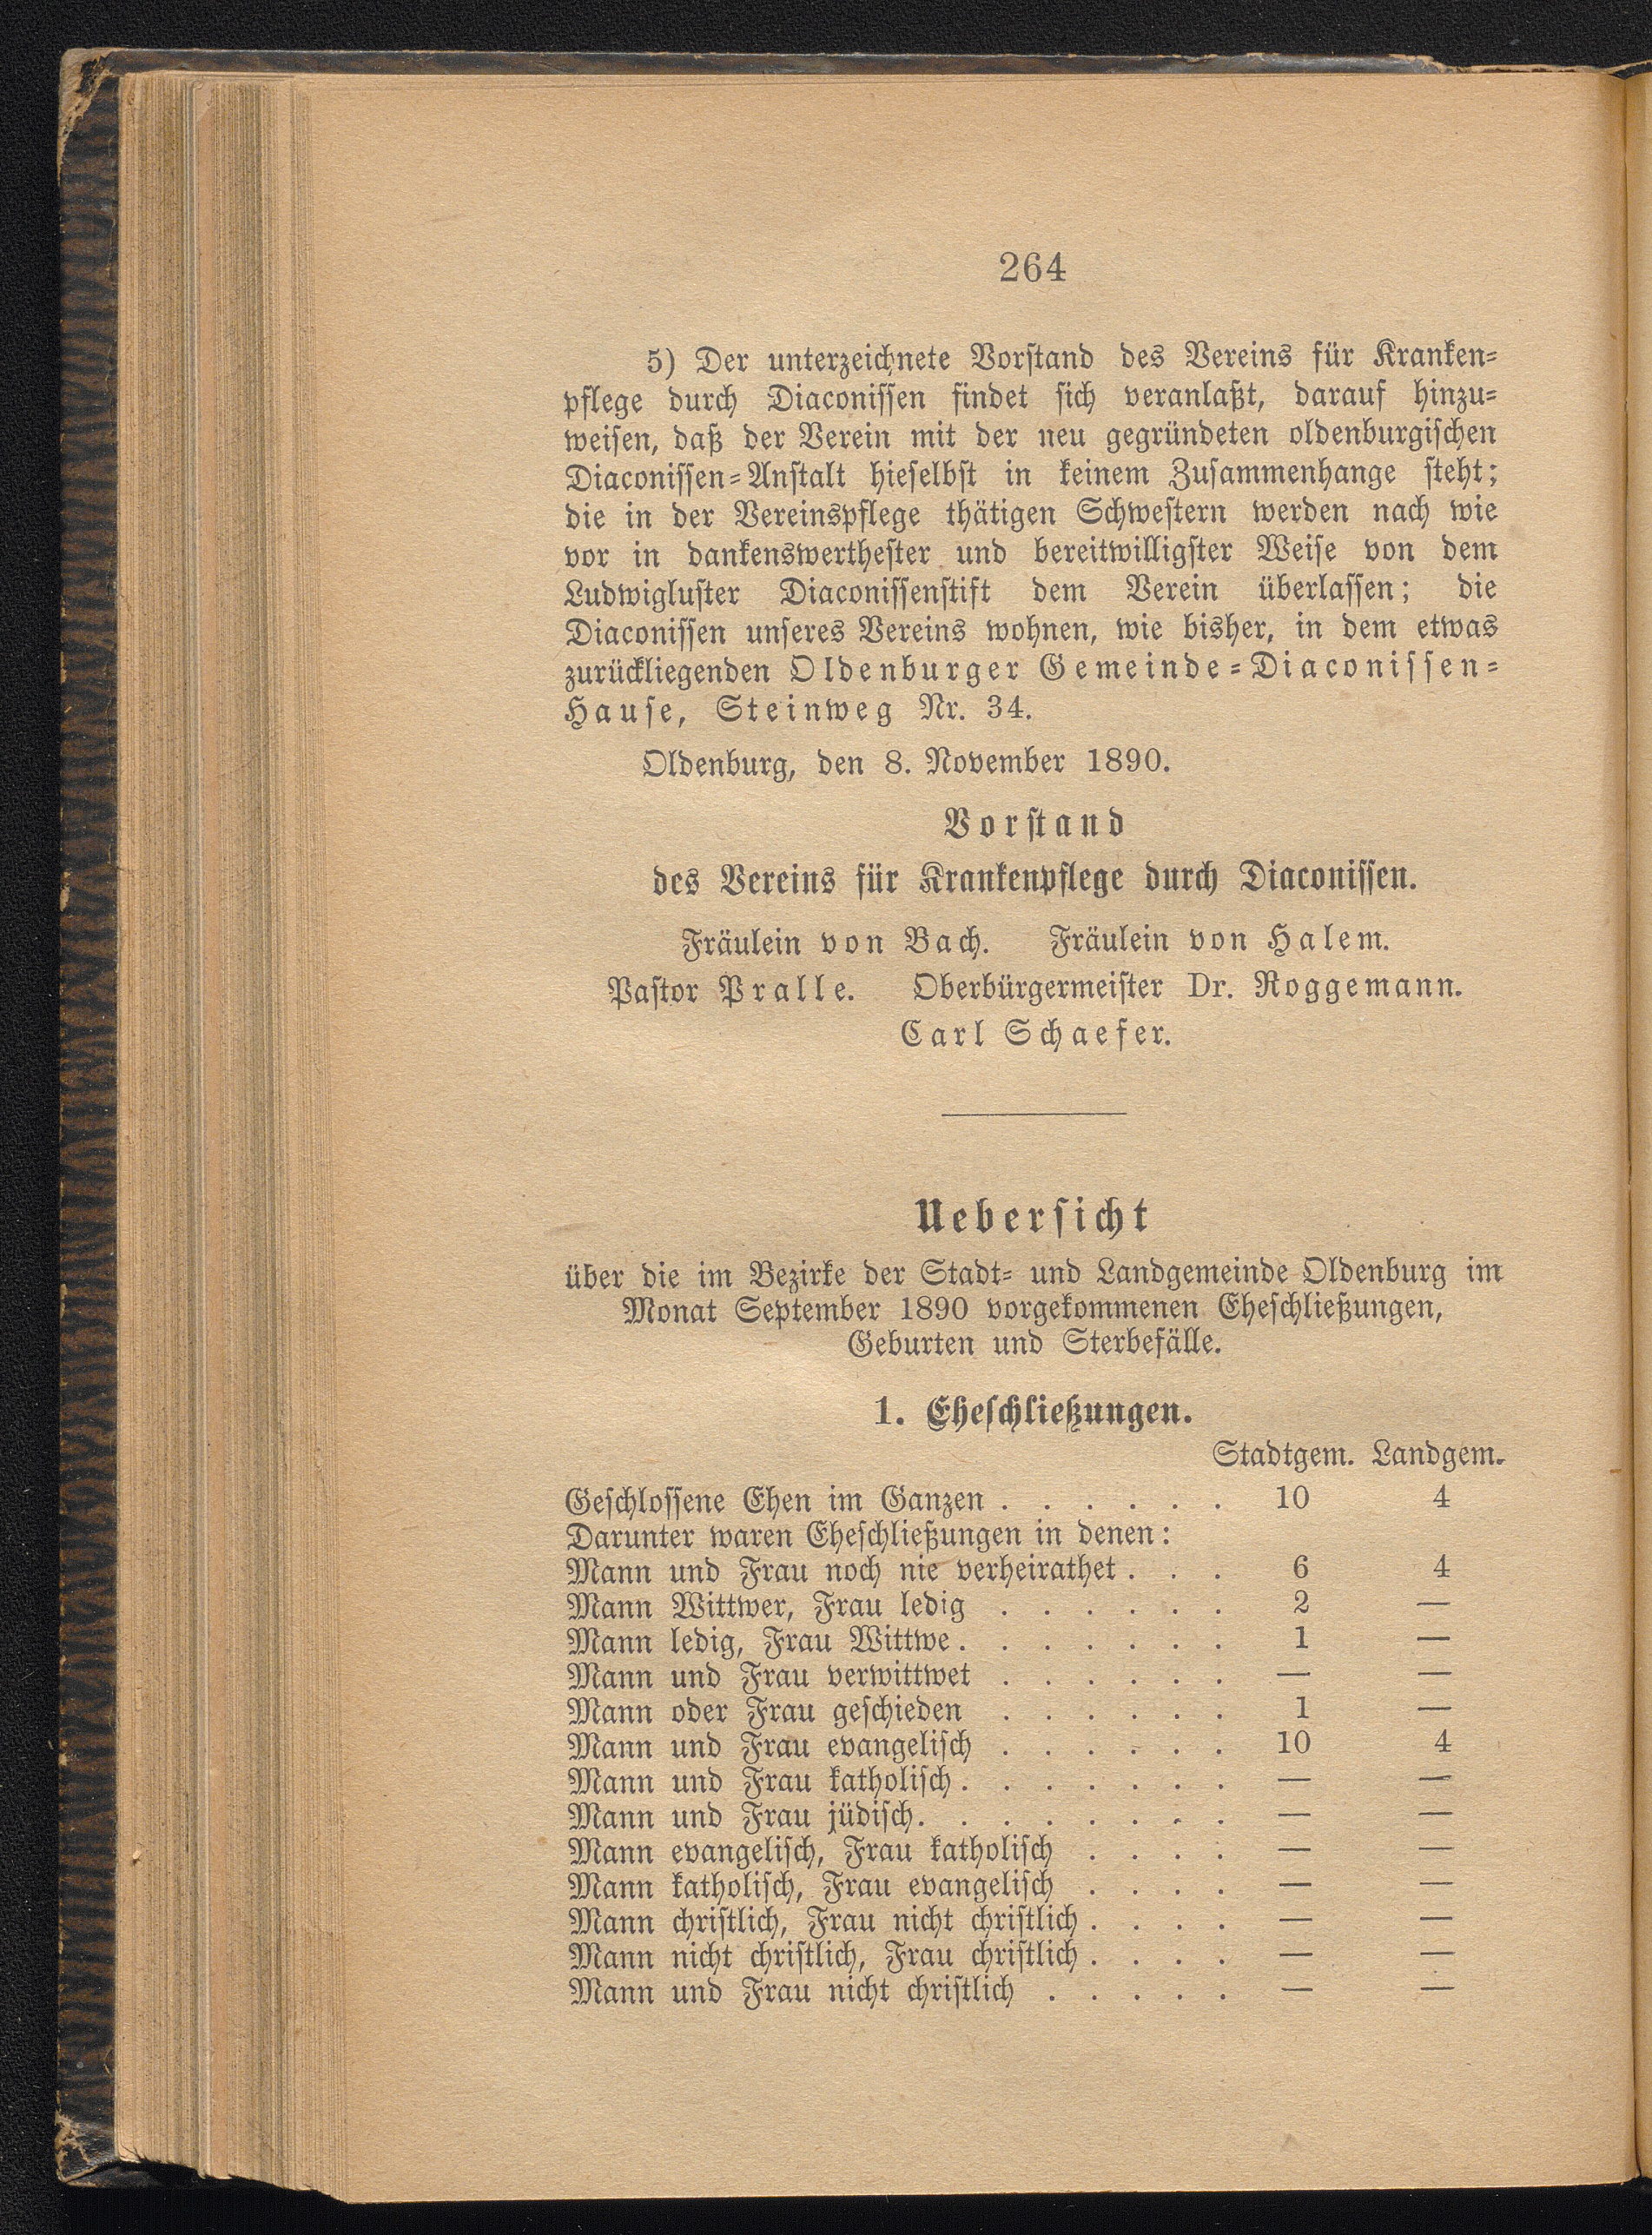 264
5) Der unterzeichnete Vorstand des Vereins für Kranken-
pflege durch Diaconissen findet sich veranlaßt, darauf hinzu-
weisen, daß der Verein mit der neu gegründeten oldenburgischen
Diaconissen-Anstalt hieselbst in keinem Zusammenhange steht;
die in der Vereinspflege thätigen Schwestern werden nach wie
vor in dankenswerthester und bereitwilligster Weise von dem
Ludwigluster Diaconissenstift dem Verein überlassen; die
Diaconissen unseres Vereins wohnen, wie bisher, in dem etwas
zurückliegenden Oldenburger Gemeinde-Diaconissen-
Hause, Steinweg Nr. 34.
Oldenburg, den 8. November 1890.
Vorstand
des Vereins für Krankenpflege durch Diaconissen.
Fräulein von Bach. Fräulein von Halem.
Pastor Pralle. Oberbürgermeister Dr. Roggemann.
Carl Schaefer.
Uebersicht
über die im Bezirke der Stadt- und Landgemeinde Oldenburg im
Monat September 1890 vorgekommenen Eheschließungen,
Geburten und Sterbefälle.
1. Eheschließungen.
Stadtgem. Landgem.
Geschlossene Ehen im Ganzen . . . . . . 10 4
Darunter waren Eheschließungen in denen:
Mann und Frau noch nie verheirathet . . . 6 4
Mann Wittwer, Frau ledig . . . . . . 2 —
Mann ledig, Frau Wittwe . . . . . . . 1 —
Mann und Frau verwittwet . . . . . . — —
Mann oder Frau geschieden . . . . . . 1 —
Mann und Frau evangelisch . . . . . . 10 4
Mann und Frau katholisch . . . . . . . — —
Mann und Frau jüdisch . . . . . . . . — —
Mann evangelisch, Frau katholisch . . . . — —
Mann katholisch, Frau evangelisch . . . . — —
Mann christlich, Frau nicht christlich . . . . — —
Mann nicht christlich, Frau christlich . . . . — —
Mann und Frau nicht christlich . . . . . — —